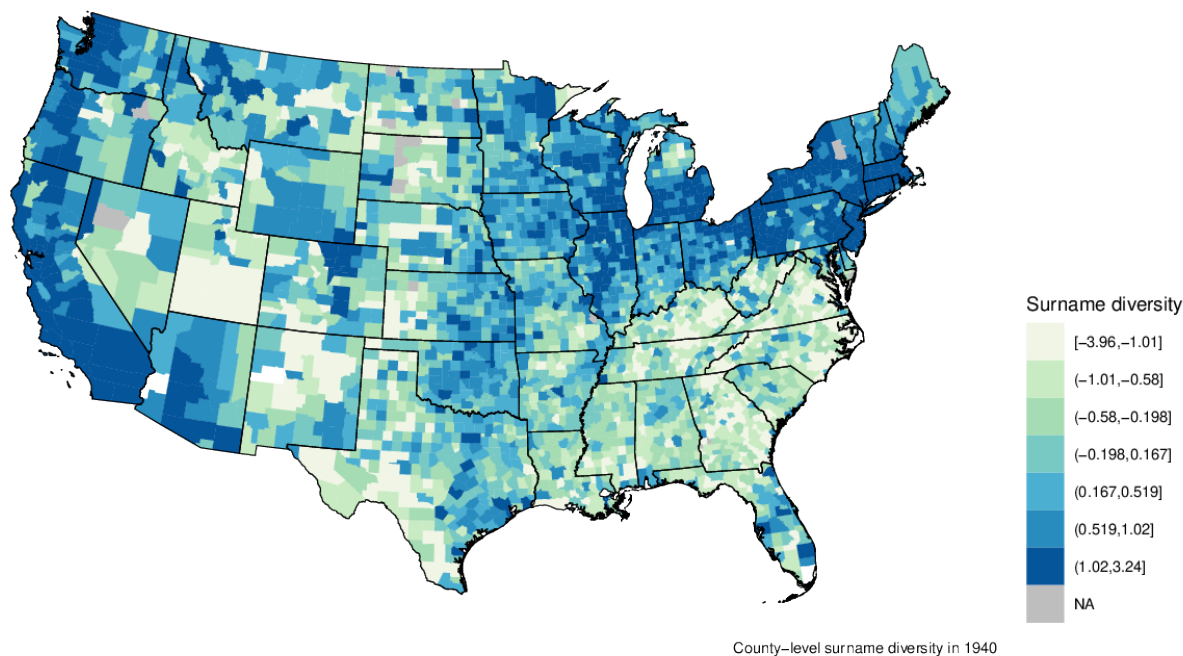 Surname diversity
[−3.96,−1.01]
(−1.01,−0.58]
(−0.58,−0.198]
(−0.198,0.167]
(0.167,0.519]
(0.519,1.02]
(1.02,3.24]
NA
County−level surname diversity in 1940